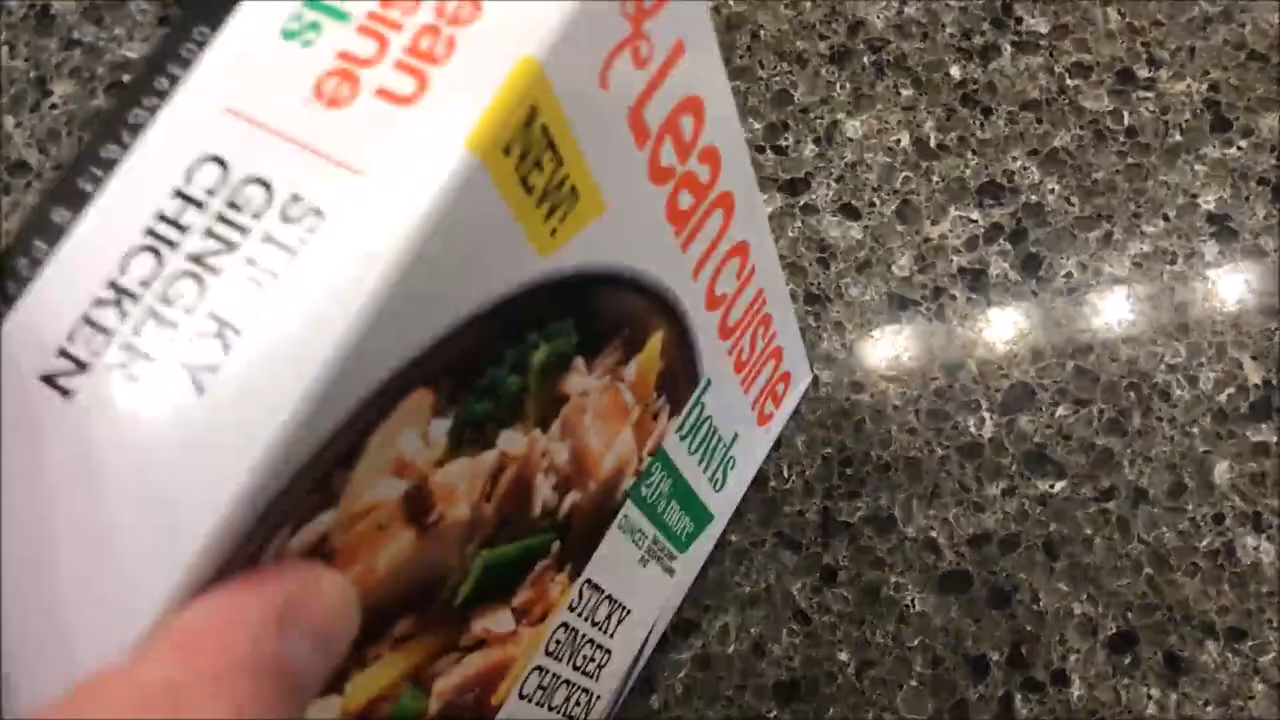 Lean
cuisine
STICKY
GINGER
CHICKEN
NEW!
Lean cuisine
bowls
20% more
STICKY
GINGER
CHICKEN